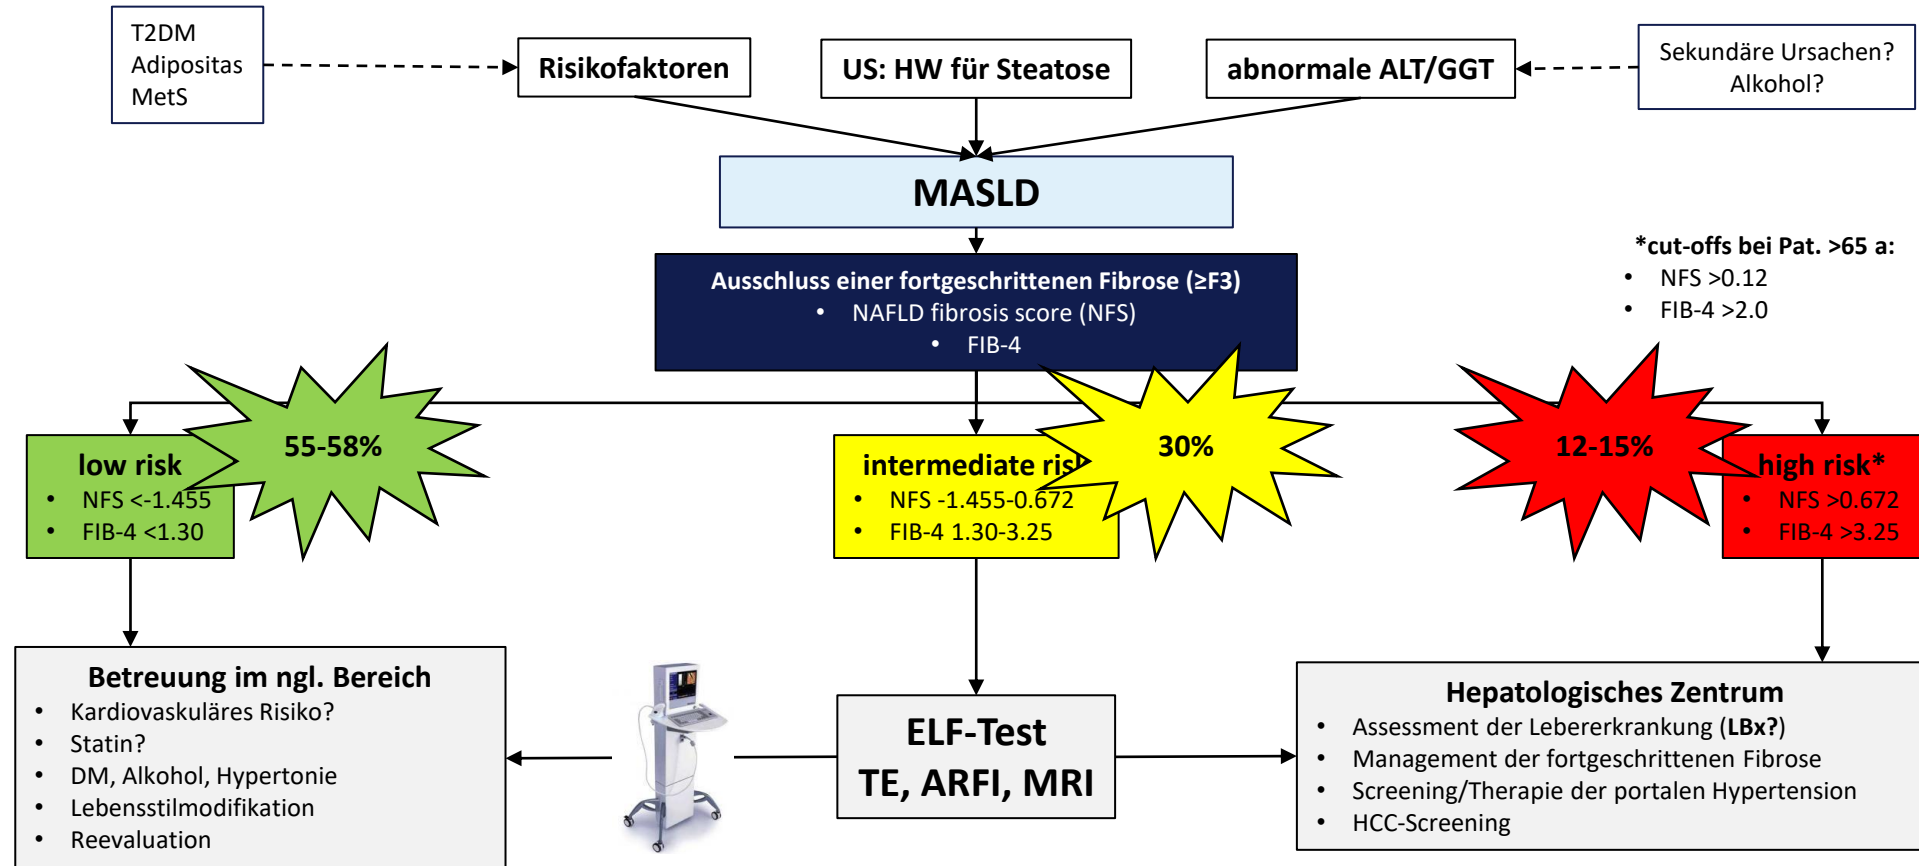 T2DM
Adipositas
MetS
Risikofaktoren
US: HW für Steatose
abnormale ALT/GGT
Sekundäre Ursachen?
Alkohol?
MASLD
Ausschluss einer fortgeschrittenen Fibrose (≥F3)
• NAFLD fibrosis score (NFS)
• FIB-4
*cut-offs bei Pat. >65 a:
• NFS >0.12
• FIB-4 >2.0
55-58%
30%
12-15%
low risk
• NFS <-1.455
• FIB-4 <1.30
intermediate risk
• NFS -1.455-0.672
• FIB-4 1.30-3.25
high risk*
• NFS >0.672
• FIB-4 >3.25
Betreuung im ngl. Bereich
• Kardiovaskuläres Risiko?
• Statin?
• DM, Alkohol, Hypertonie
• Lebensstilmodifikation
• Reevaluation
ELF-Test
TE, ARFI, MRI
Hepatologisches Zentrum
• Assessment der Lebererkrankung (LBx?)
• Management der fortgeschrittenen Fibrose
• Screening/Therapie der portalen Hypertension
• HCC-Screening